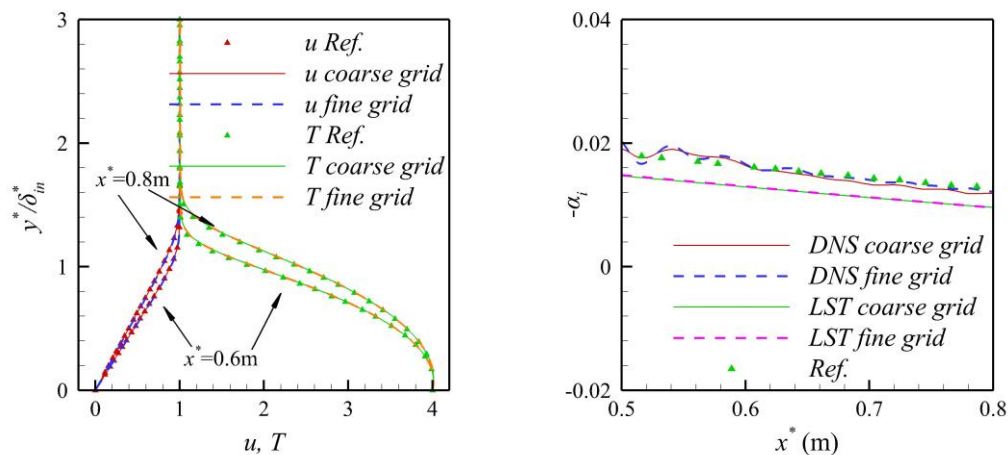 3
2
1
0
y*/δ*in
u Ref.
u coarse grid
u fine grid
T Ref.
T coarse grid
T fine grid
x*=0.8m
x*=0.6m
0 1 2 3 4
u, T
0.04
0.02
0
-0.02
-αi
DNS coarse grid
DNS fine grid
LST coarse grid
LST fine grid
Ref.
0.5 0.6 0.7 0.8
x* (m)